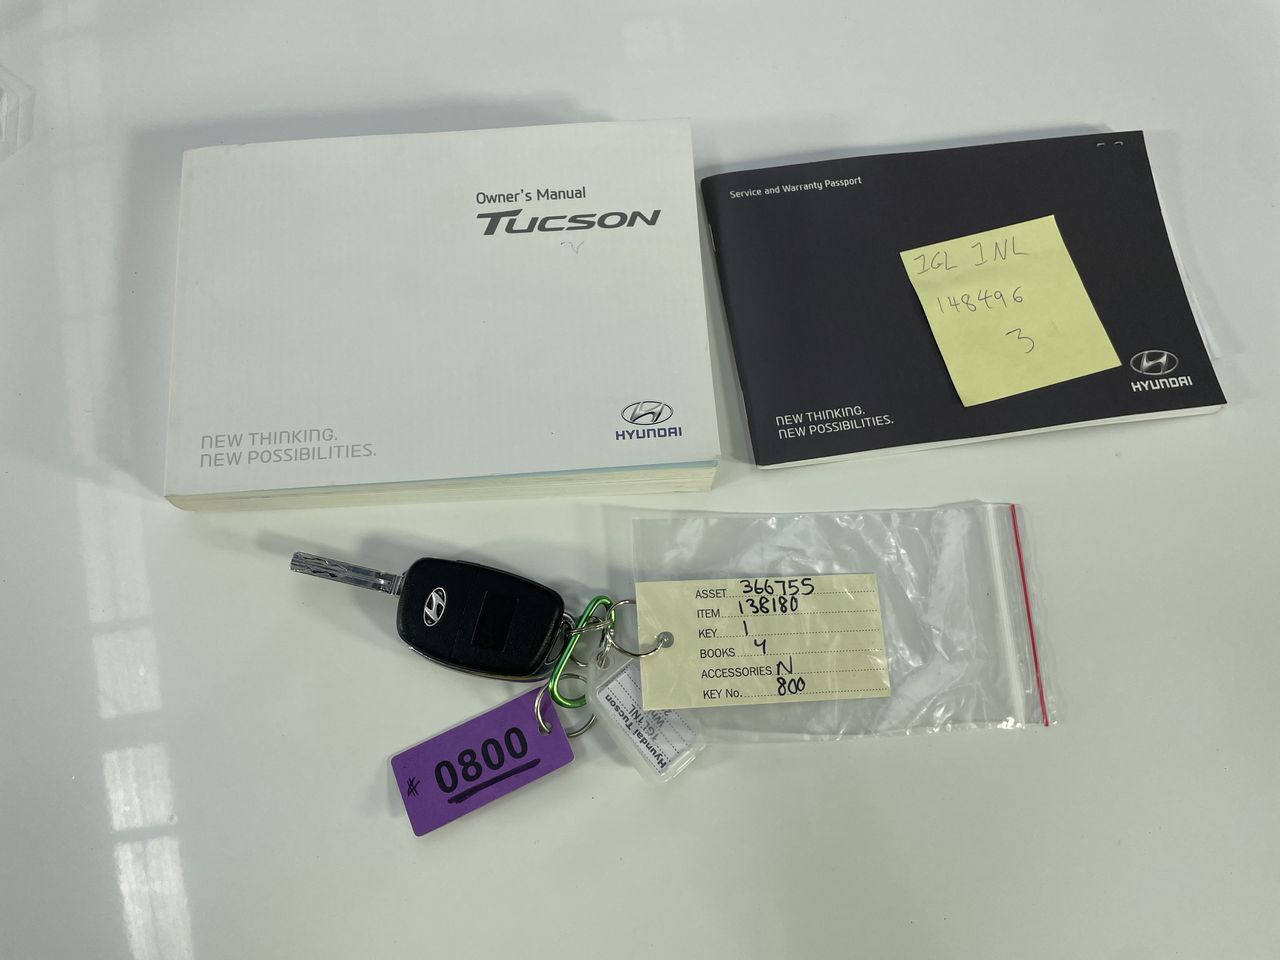 Owner's Manual
TUCSON
NEW THINKING.
NEW POSSIBILITIES.
HYUNDAI
Service and Warranty Passport
1GL 1NL
148496
3
NEW THINKING.
NEW POSSIBILITIES.
HYUNDAI
ASSET 366755
ITEM 138180
KEY 1
BOOKS 4
ACCESSORIES N
KEY No. 800
# 0800
Hyundai Tucson
1GL1NL